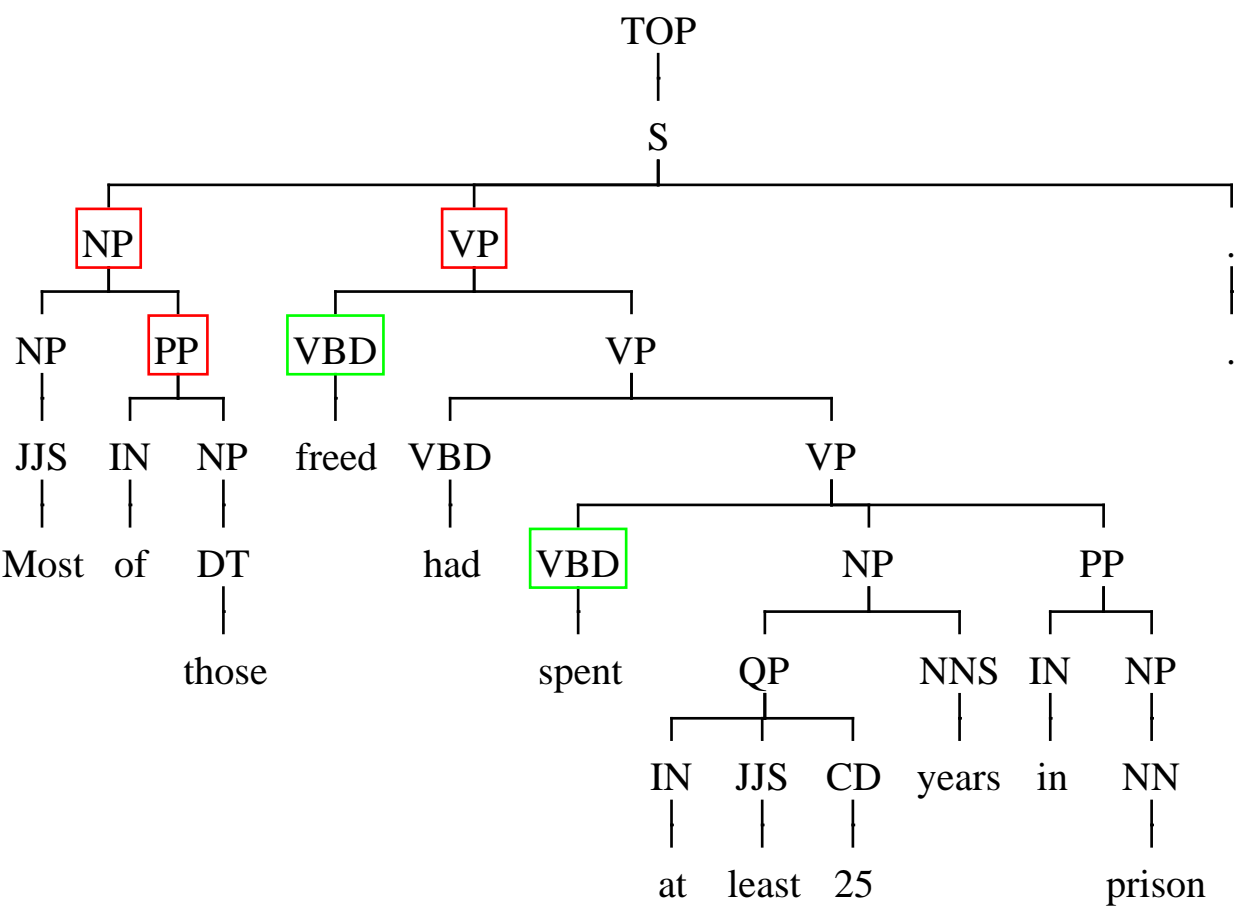 TOP
S
NP VP .
NP PP VBD VP .
JJS IN NP freed VBD VP
Most of DT had VBD NP PP
those spent QP NNS IN NP
IN JJS CD years in NN
at least 25 prison